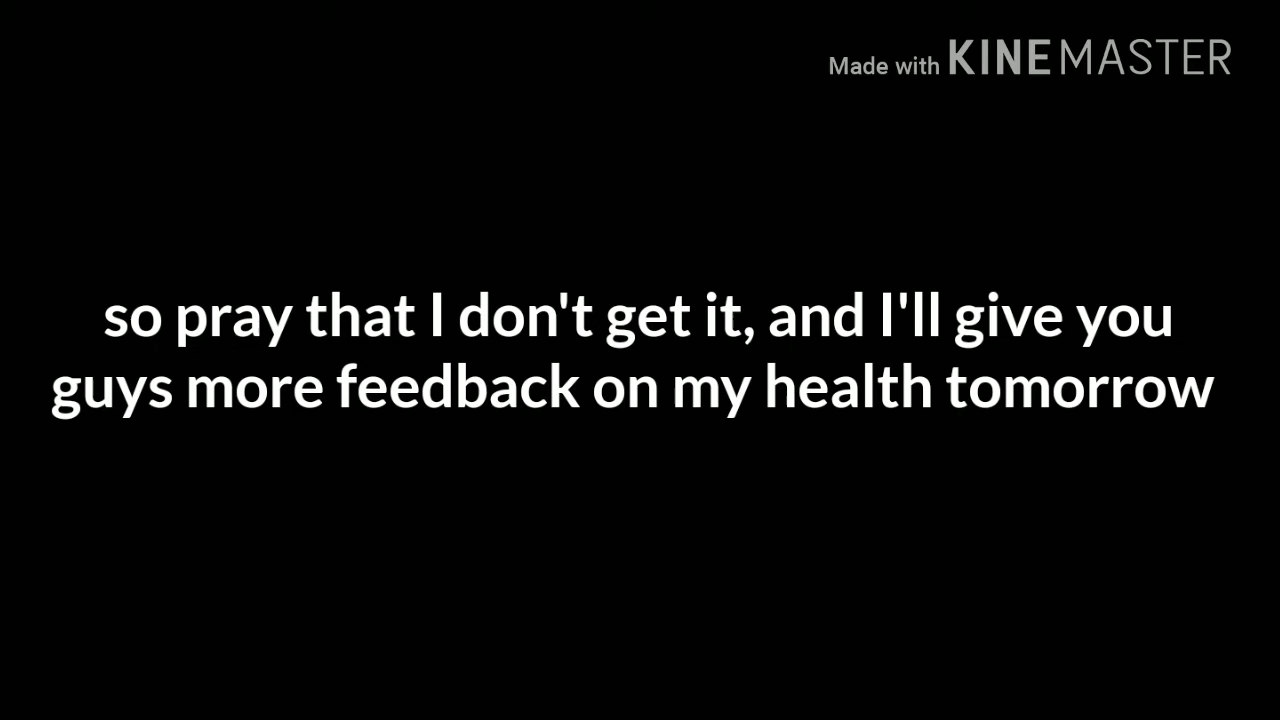 Made with KINEMASTER
so pray that I don't get it, and I'll give you
guys more feedback on my health tomorrow